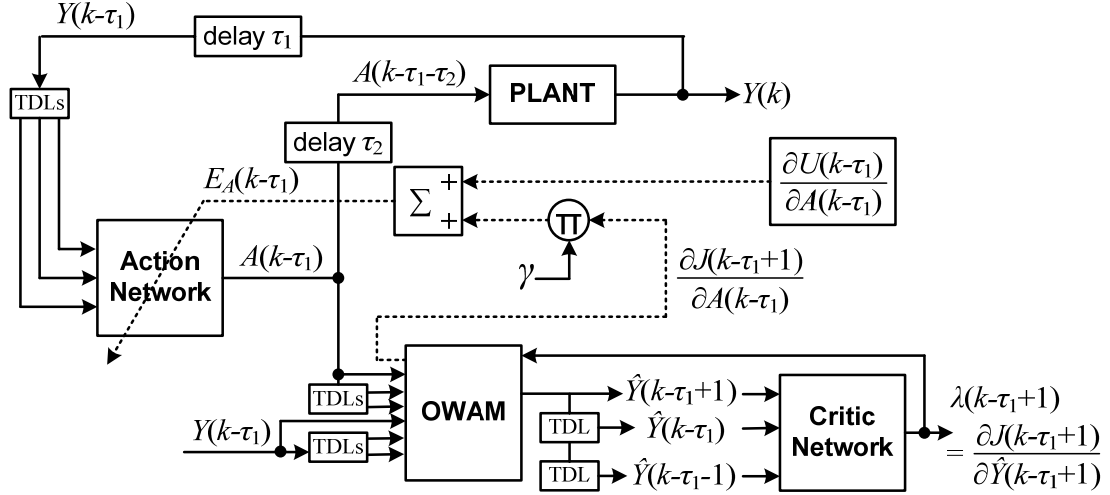 Y(k-τ₁)
delay τ₁
A(k-τ₁-τ₂)
PLANT
Y(k)
TDLs
delay τ₂
∂U(k-τ₁)
∂A(k-τ₁)
E_A(k-τ₁)
Σ
+
+
Π
Action
Network
A(k-τ₁)
γ
∂J(k-τ₁+1)
∂A(k-τ₁)
TDLs
OWAM
Y(k-τ₁)
TDLs
Ŷ(k-τ₁+1)
TDL
Ŷ(k-τ₁)
TDL
Ŷ(k-τ₁-1)
Critic
Network
λ(k-τ₁+1)
= ∂J(k-τ₁+1)
∂Ŷ(k-τ₁+1)